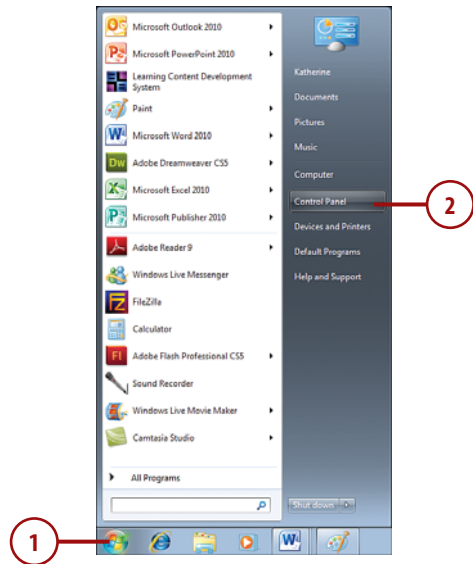 Microsoft Outlook 2010
Microsoft PowerPoint 2010
Learning Content Development
System
Paint
Microsoft Word 2010
Adobe Dreamweaver CS5
Microsoft Excel 2010
Microsoft Publisher 2010
Adobe Reader 9
Windows Live Messenger
FileZilla
Calculator
Adobe Flash Professional CS5
Sound Recorder
Windows Live Movie Maker
Camtasia Studio
All Programs
Katherine
Documents
Pictures
Music
Computer
Control Panel
2
Devices and Printers
Default Programs
Help and Support
Shut down
1